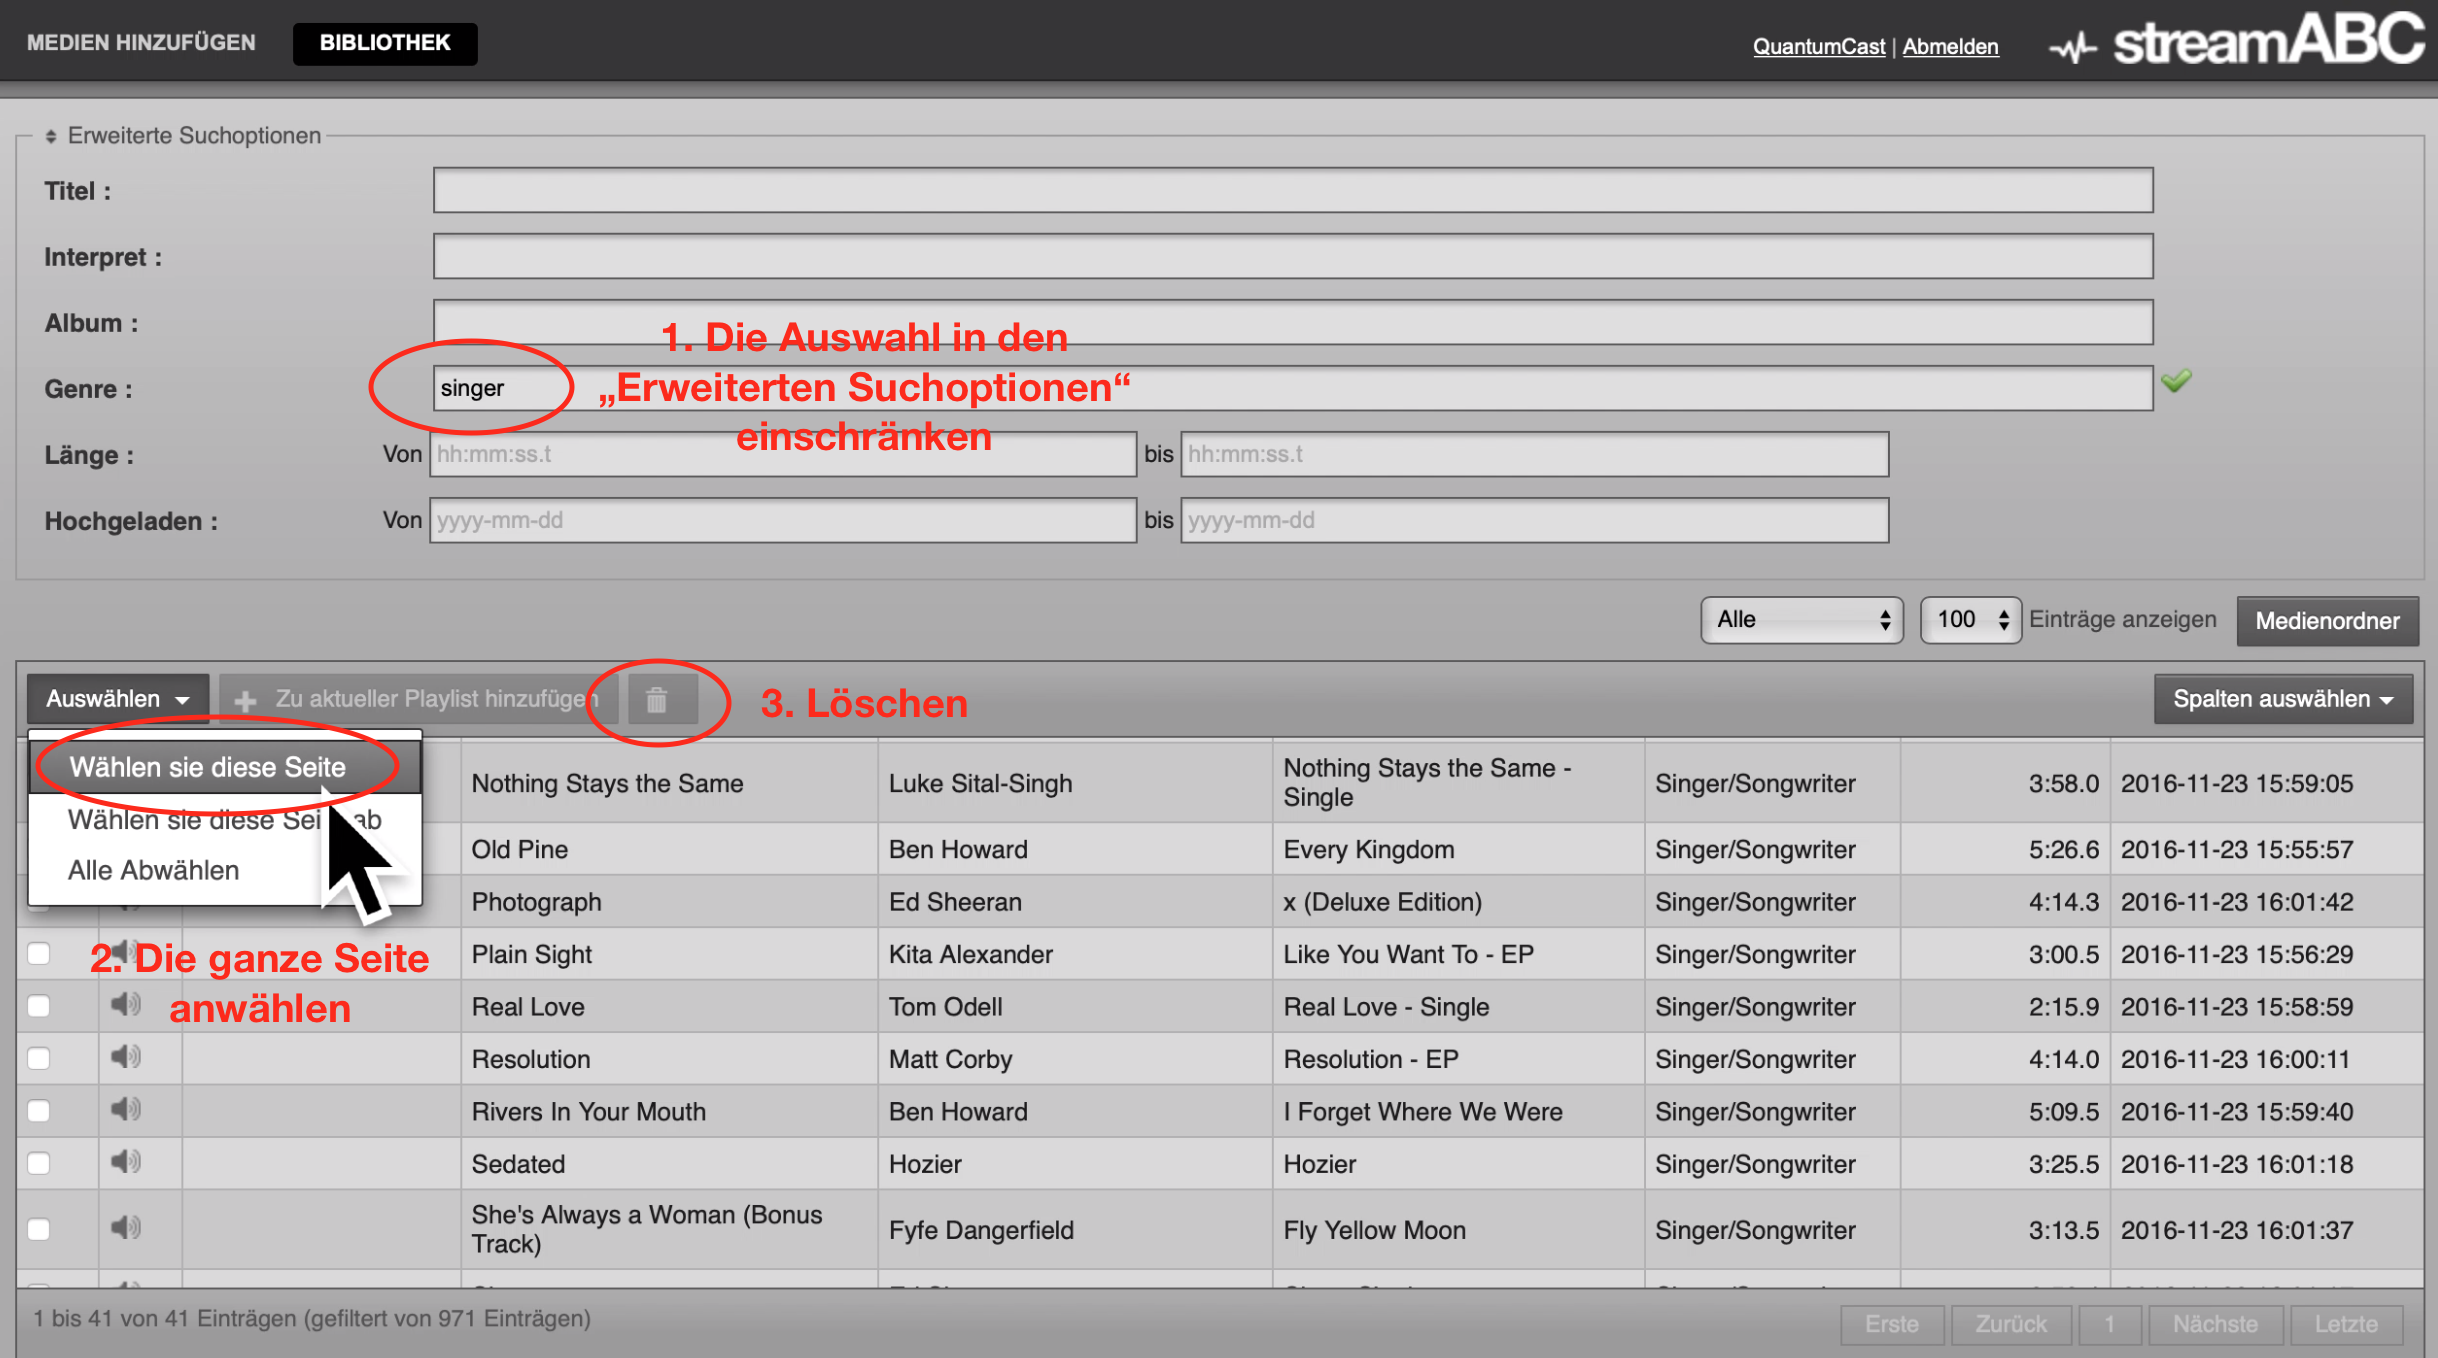 MEDIEN HINZUFÜGEN BIBLIOTHEK QuantumCast | Abmelden streamABC
Erweiterte Suchoptionen
Titel :
Interpret :
Album :
1. Die Auswahl in den
„Erweiterten Suchoptionen“
einschränken
Genre : singer
Länge : Von hh:mm:ss.t bis hh:mm:ss.t
Hochgeladen : Von yyyy-mm-dd bis yyyy-mm-dd
Alle 100 Einträge anzeigen Medienordner
Auswählen Zu aktueller Playlist hinzufügen 3. Löschen Spalten auswählen
Wählen sie diese Seite
Wählen sie diese Seite ab
Alle Abwählen
2. Die ganze Seite
anwählen
Nothing Stays the Same Luke Sital-Singh Nothing Stays the Same - Single Singer/Songwriter 3:58.0 2016-11-23 15:59:05
Old Pine Ben Howard Every Kingdom Singer/Songwriter 5:26.6 2016-11-23 15:55:57
Photograph Ed Sheeran x (Deluxe Edition) Singer/Songwriter 4:14.3 2016-11-23 16:01:42
Plain Sight Kita Alexander Like You Want To - EP Singer/Songwriter 3:00.5 2016-11-23 15:56:29
Real Love Tom Odell Real Love - Single Singer/Songwriter 2:15.9 2016-11-23 15:58:59
Resolution Matt Corby Resolution - EP Singer/Songwriter 4:14.0 2016-11-23 16:00:11
Rivers In Your Mouth Ben Howard I Forget Where We Were Singer/Songwriter 5:09.5 2016-11-23 15:59:40
Sedated Hozier Hozier Singer/Songwriter 3:25.5 2016-11-23 16:01:18
She's Always a Woman (Bonus Track) Fyfe Dangerfield Fly Yellow Moon Singer/Songwriter 3:13.5 2016-11-23 16:01:37
1 bis 41 von 41 Einträgen (gefiltert von 971 Einträgen) Erste Zurück 1 Nächste Letzte